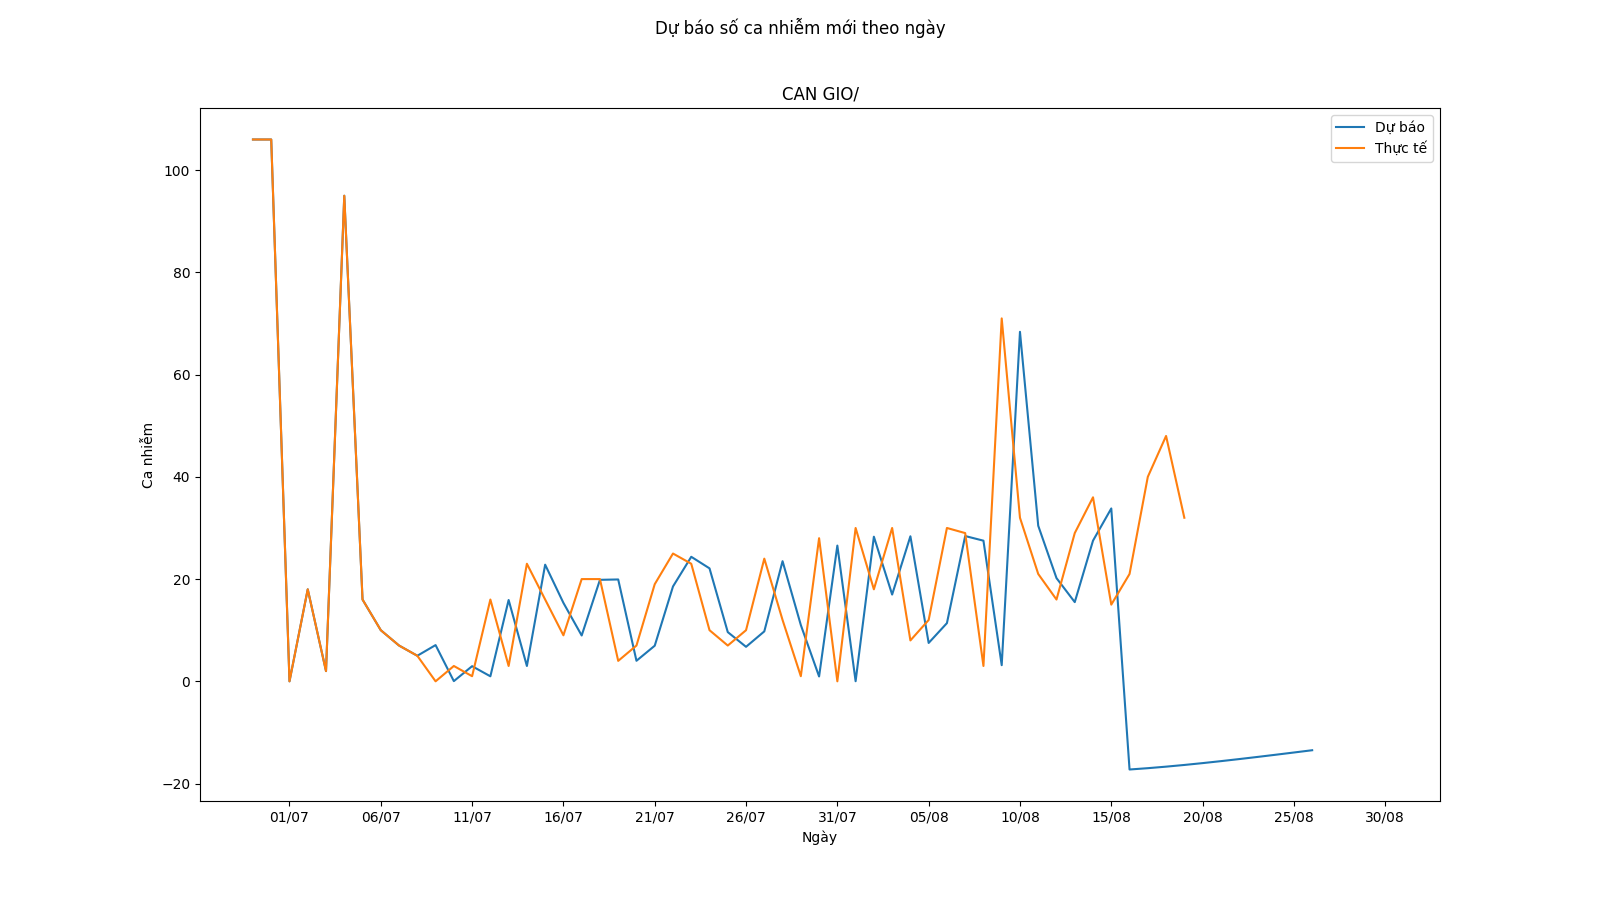 Dự báo số ca nhiễm mới theo ngày
CAN GIO/
Dự báo
Thực tế
100
80
60
40
20
0
−20
Ca nhiễm
01/07 06/07 11/07 16/07 21/07 26/07 31/07 05/08 10/08 15/08 20/08 25/08 30/08
Ngày